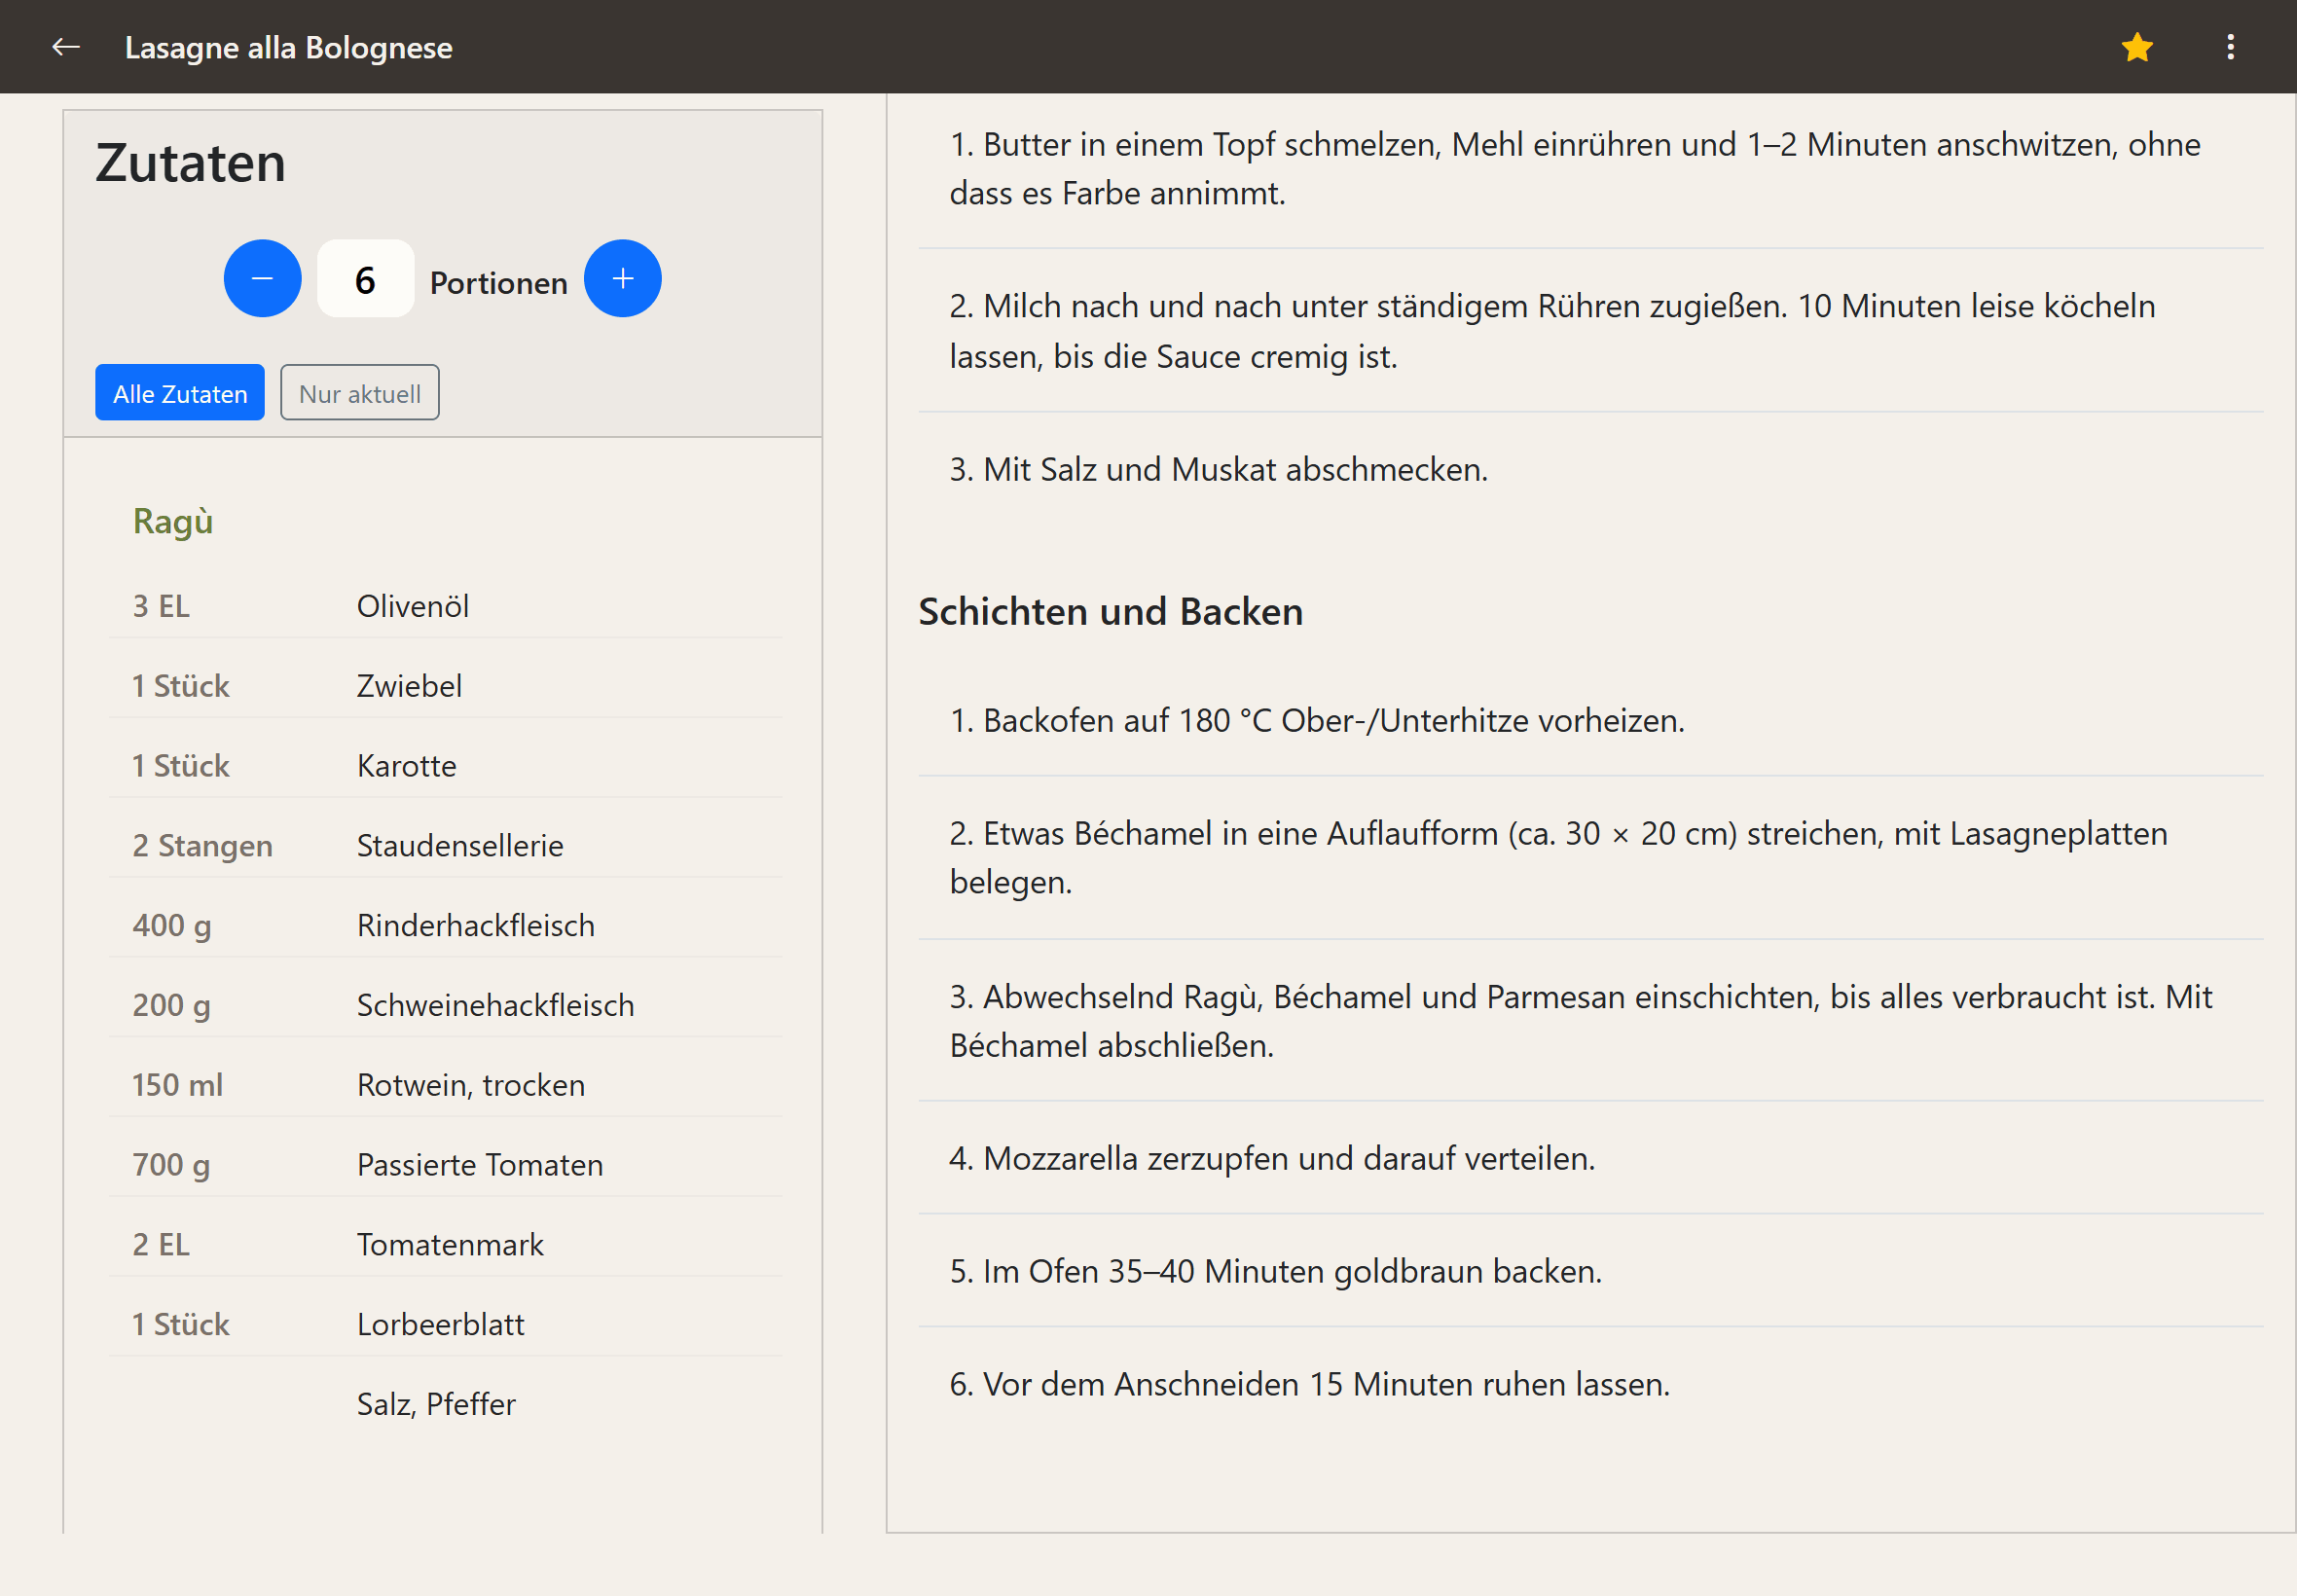 Lasagne alla Bolognese
Zutaten
6 Portionen
Alle Zutaten
Nur aktuell
Ragù
3 EL Olivenöl
1 Stück Zwiebel
1 Stück Karotte
2 Stangen Staudensellerie
400 g Rinderhackfleisch
200 g Schweinehackfleisch
150 ml Rotwein, trocken
700 g Passierte Tomaten
2 EL Tomatenmark
1 Stück Lorbeerblatt
Salz, Pfeffer
1. Butter in einem Topf schmelzen, Mehl einrühren und 1–2 Minuten anschwitzen, ohne
dass es Farbe annimmt.
2. Milch nach und nach unter ständigem Rühren zugießen. 10 Minuten leise köcheln
lassen, bis die Sauce cremig ist.
3. Mit Salz und Muskat abschmecken.
Schichten und Backen
1. Backofen auf 180 °C Ober-/Unterhitze vorheizen.
2. Etwas Béchamel in eine Auflaufform (ca. 30 × 20 cm) streichen, mit Lasagneplatten
belegen.
3. Abwechselnd Ragù, Béchamel und Parmesan einschichten, bis alles verbraucht ist. Mit
Béchamel abschließen.
4. Mozzarella zerzupfen und darauf verteilen.
5. Im Ofen 35–40 Minuten goldbraun backen.
6. Vor dem Anschneiden 15 Minuten ruhen lassen.